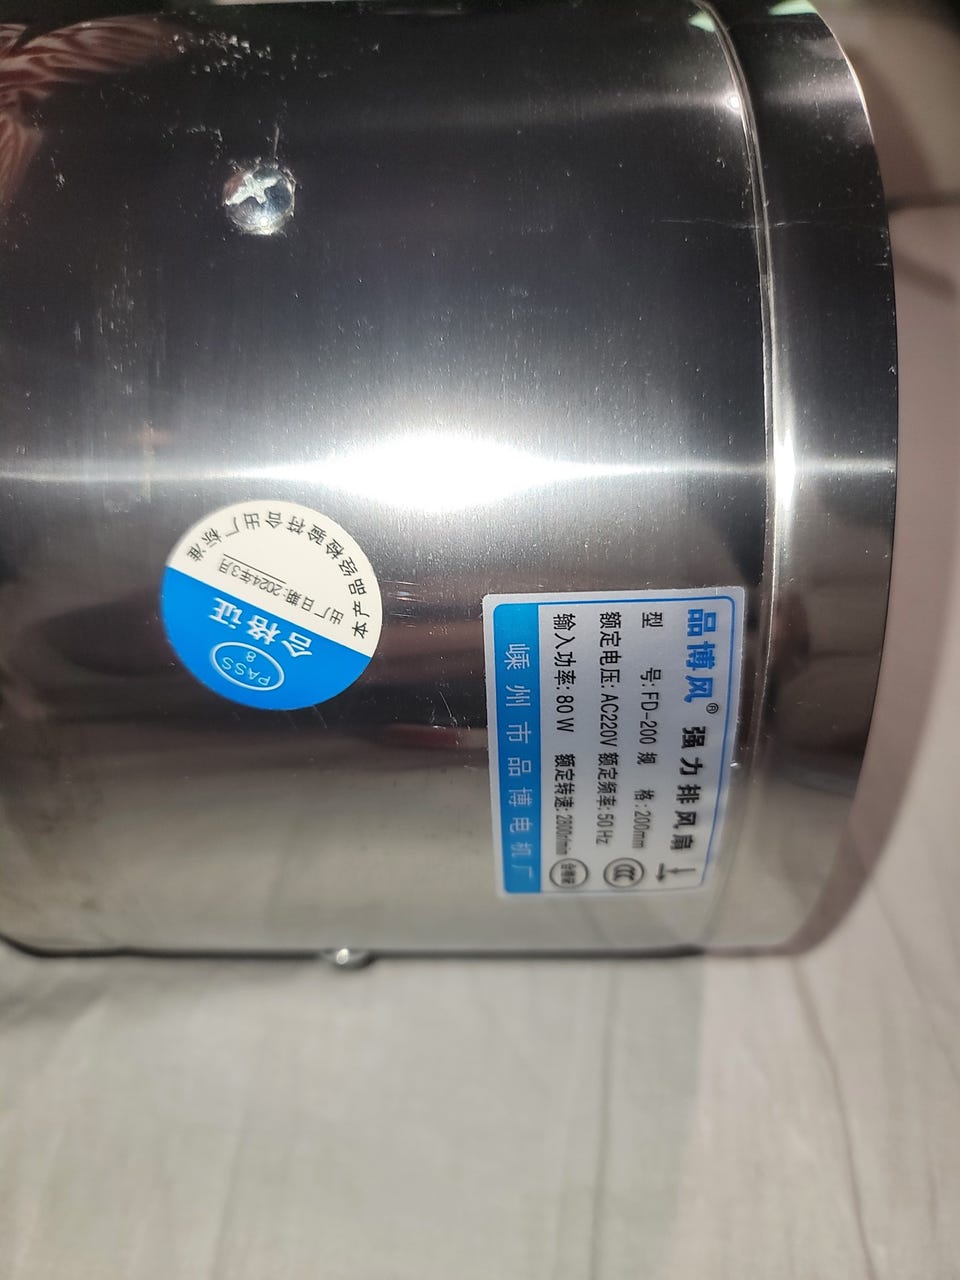 品博风® 强力排风扇
型 号:FD-200 规 格:200mm
额定电压:AC220V 额定频率:50Hz
CCC
输入功率:80W 额定转速:2800r/min
嵊州市品博电机厂
本产品经检验符合出厂标准
出厂日期:2024年3月
合格证
PASS
8